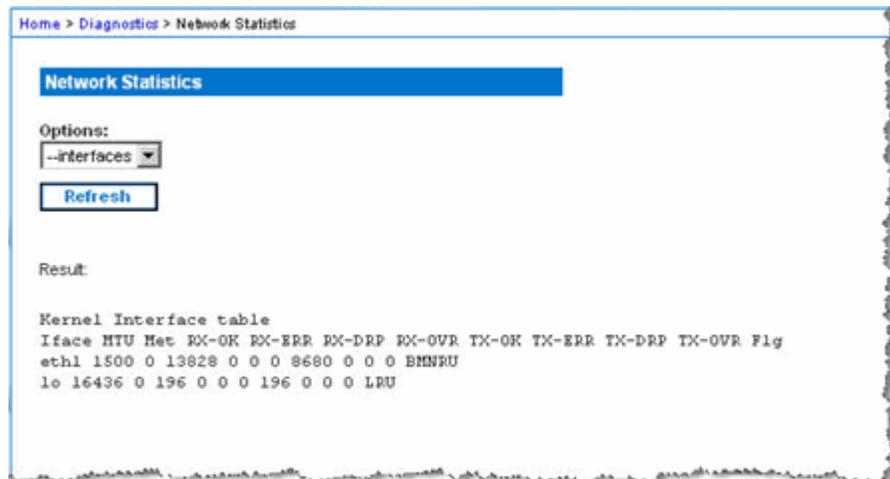 Home > Diagnostics > Network Statistics
Network Statistics
Options:
--interfaces
Refresh
Result:
Kernel Interface table
Iface MTU Met RX-OK RX-ERR RX-DRP RX-OVR TX-OK TX-ERR TX-DRP TX-OVR Flg
eth1 1500 0 13828 0 0 0 8680 0 0 0 BMNRU
lo 16436 0 196 0 0 0 196 0 0 0 LRU